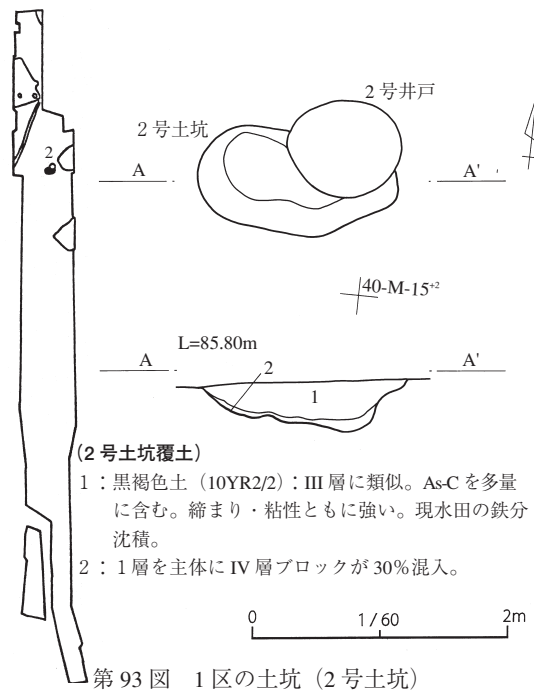 2号井戸
2号土坑
2
A
A'
40-M-15+2
L=85.80m
A
2
A'
1
(2号土坑覆土)
1:黒褐色土(10YR2/2):III層に類似。As-Cを多量
に含む。締まり・粘性ともに強い。現水田の鉄分
沈積。
2:1層を主体にIV層ブロックが30%混入。
0 1/60 2m
第93図 1区の土坑(2号土坑)